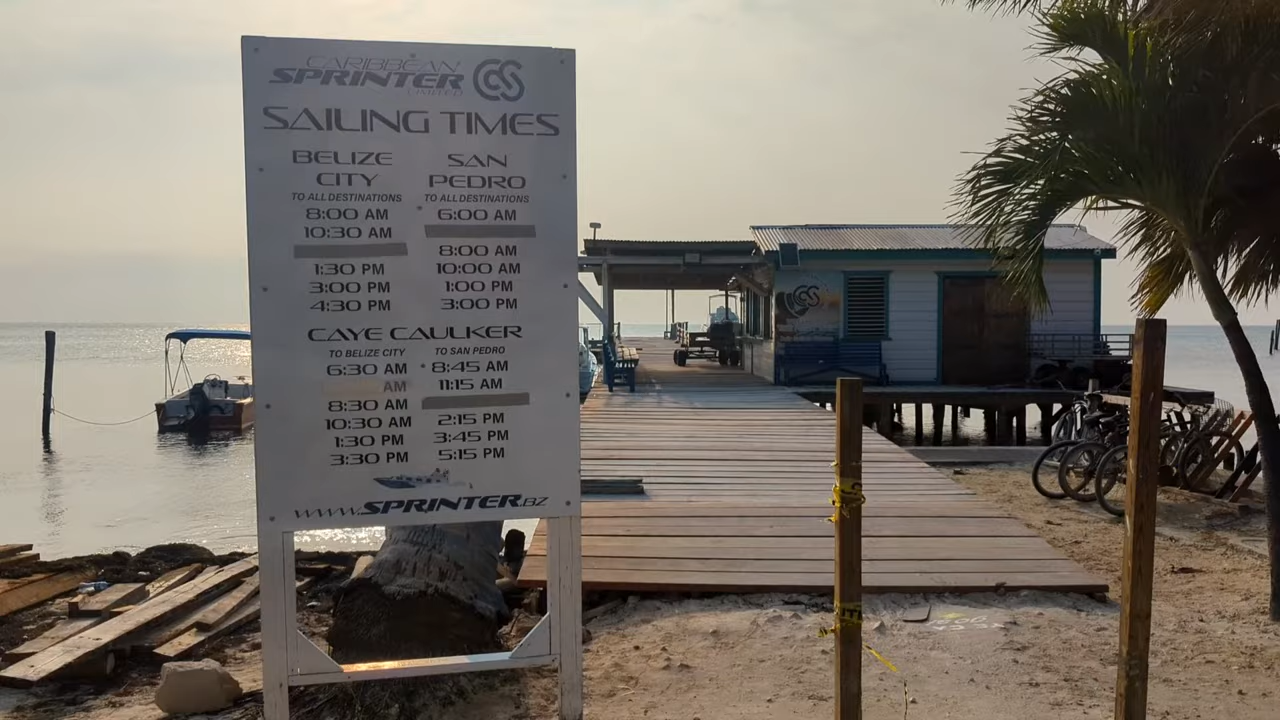 CARIBBEAN
SPRINTER
LIMITED
CS
SAILING TIMES
BELIZE
CITY
TO ALL DESTINATIONS
8:00 AM
10:30 AM
1:30 PM
3:00 PM
4:30 PM
SAN
PEDRO
TO ALL DESTINATIONS
6:00 AM
8:00 AM
10:00 AM
1:00 PM
3:00 PM
CAYE CAULKER
TO BELIZE CITY
6:30 AM
AM
8:30 AM
10:30 AM
1:30 PM
3:30 PM
TO SAN PEDRO
8:45 AM
11:15 AM
2:15 PM
3:45 PM
5:15 PM
WWW.SPRINTER.BZ
CS